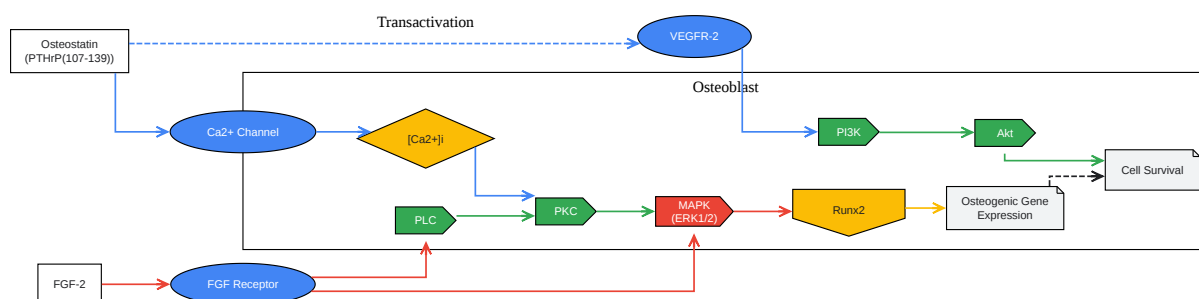 Transactivation
Osteostatin
(PTHrP(107-139))
VEGFR-2
Osteoblast
Ca2+ Channel
[Ca2+]i
PI3K
Akt
Cell Survival
PLC
PKC
MAPK
(ERK1/2)
Runx2
Osteogenic Gene
Expression
FGF-2
FGF Receptor